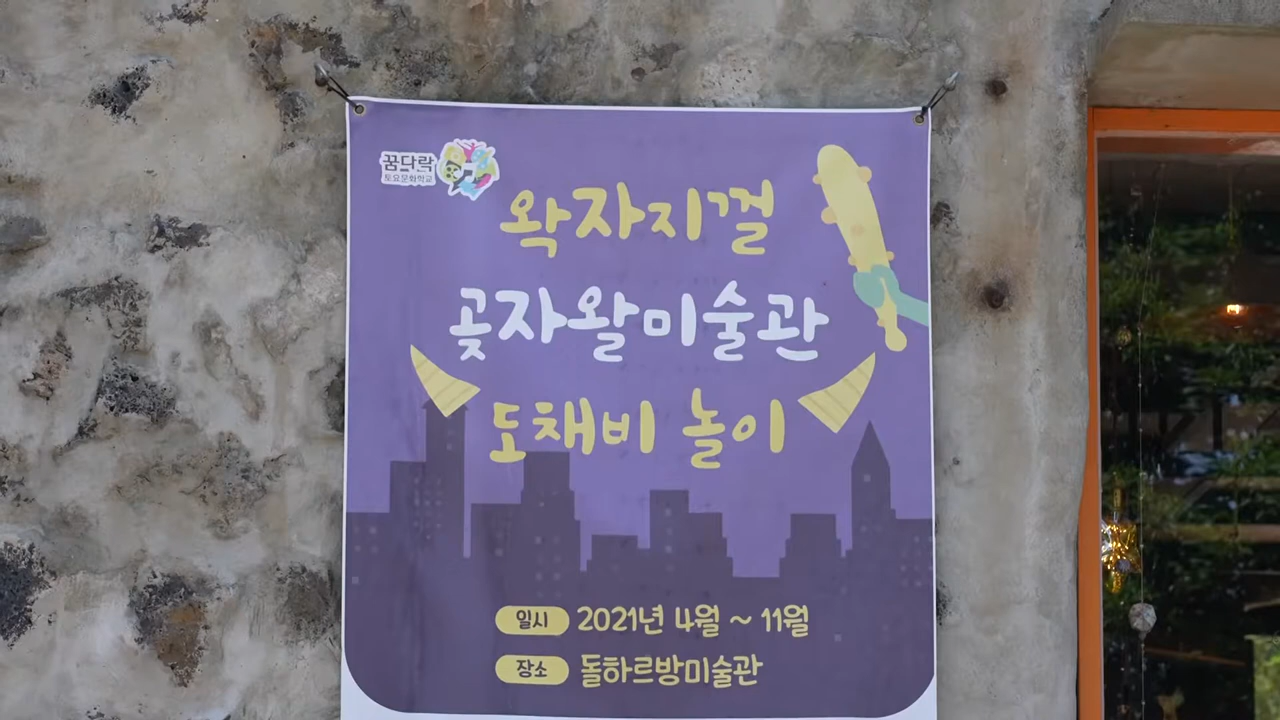 꿈다락
토요문화학교
왁자지껄
곶자왈미술관
도채비 놀이
일시 2021년 4월 ~ 11월
장소 돌하르방미술관